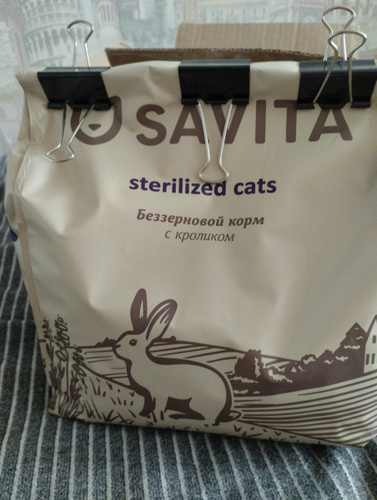 SAVITA
sterilized cats
Беззерновой корм
с кроликом